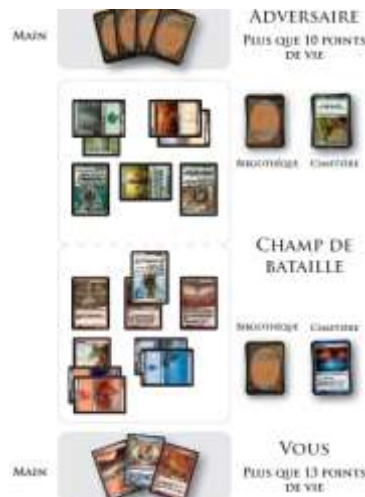 ADVERSAIRE
MAIN
PLUS QUE 10 POINTS
DE VIE
BIBLIOTHÈQUE CIMETIÈRE
CHAMP DE
BATAILLE
BIBLIOTHÈQUE CIMETIÈRE
VOUS
MAIN
PLUS QUE 13 POINTS
DE VIE